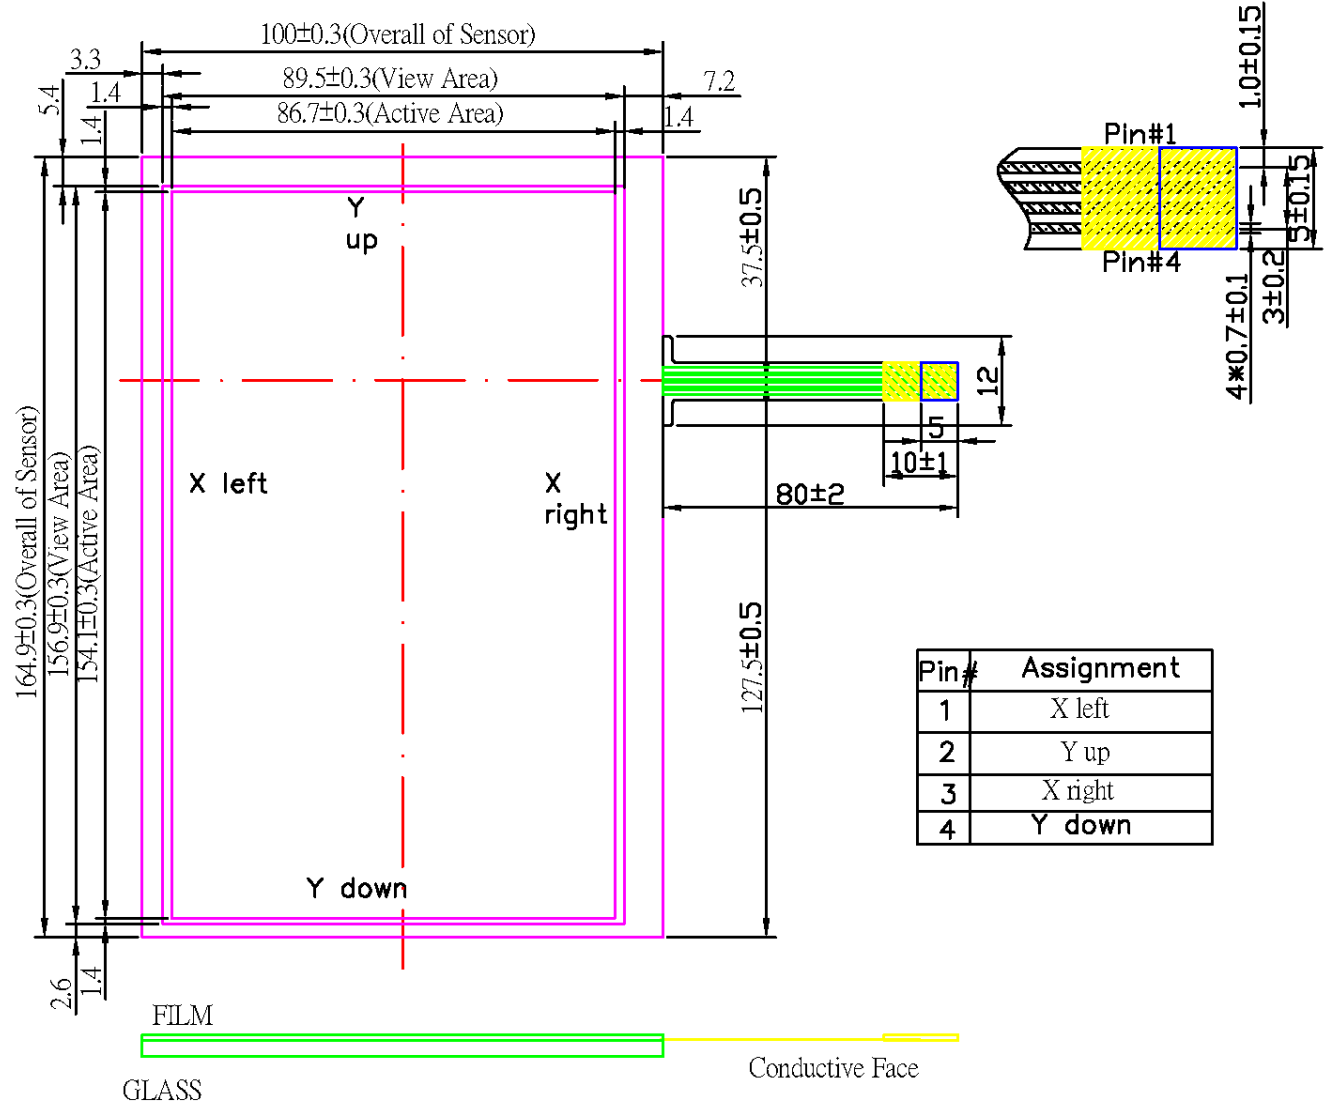 100±0.3(Overall of Sensor)
3.3
89.5±0.3(View Area)
7.2
5.4
1.4
1.4
86.7±0.3(Active Area)
1.4
1.0±0.15
Pin#1
5±0.15
Pin#4
3±0.2
4*0.7±0.1
Y
up
37.5±0.5
12
5
10±1
80±2
X left
X
right
164.9±0.3(Overall of Sensor)
156.9±0.3(View Area)
154.1±0.3(Active Area)
127.5±0.5
Pin# Assignment
1 X left
2 Y up
3 X right
4 Y down
Y down
2.6
1.4
FILM
GLASS
Conductive Face